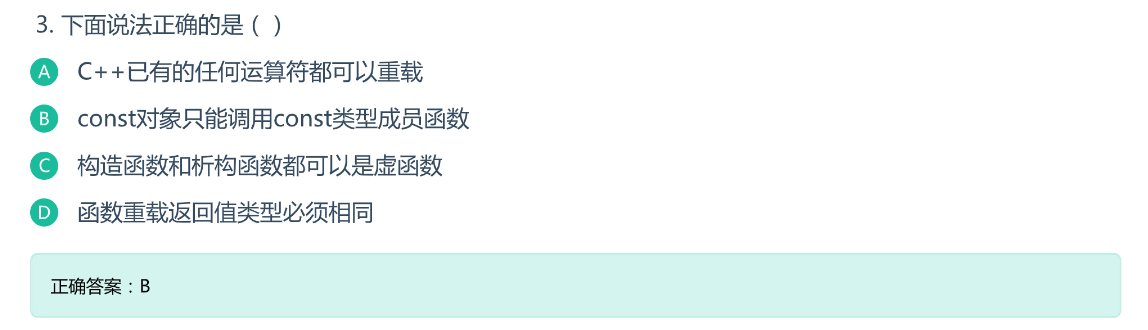 3. 下面说法正确的是（ ）
A C++已有的任何运算符都可以重载
B const对象只能调用const类型成员函数
C 构造函数和析构函数都可以是虚函数
D 函数重载返回值类型必须相同
正确答案：B